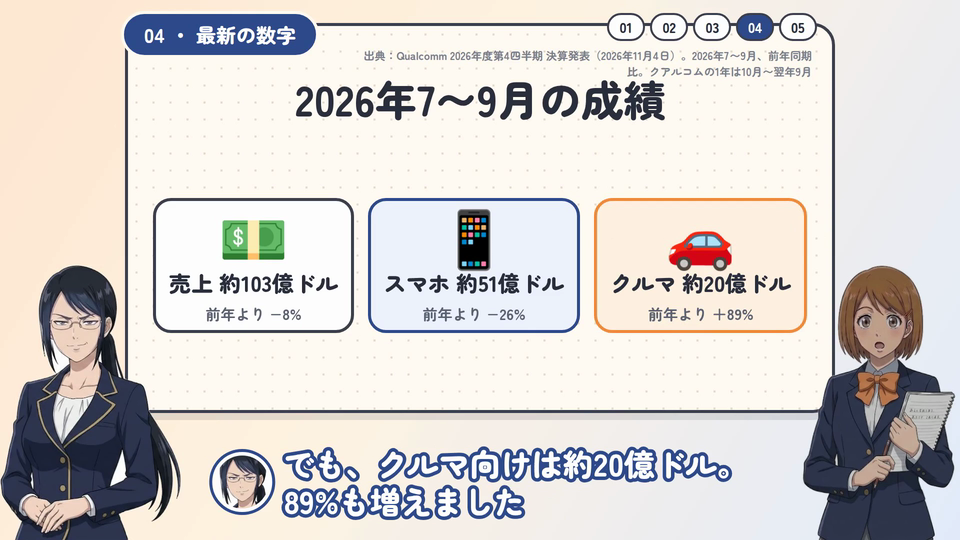 04 ・ 最新の数字
01 02 03 04 05
出典：Qualcomm 2026年度第4四半期 決算発表（2026年11月4日）。2026年7〜9月、前年同期
比。クアルコムの1年は10月〜翌年9月
2026年7〜9月の成績
売上 約103億ドル
前年より −8%
スマホ 約51億ドル
前年より −26%
クルマ 約20億ドル
前年より ＋89%
でも、クルマ向けは約20億ドル。
89%も増えました